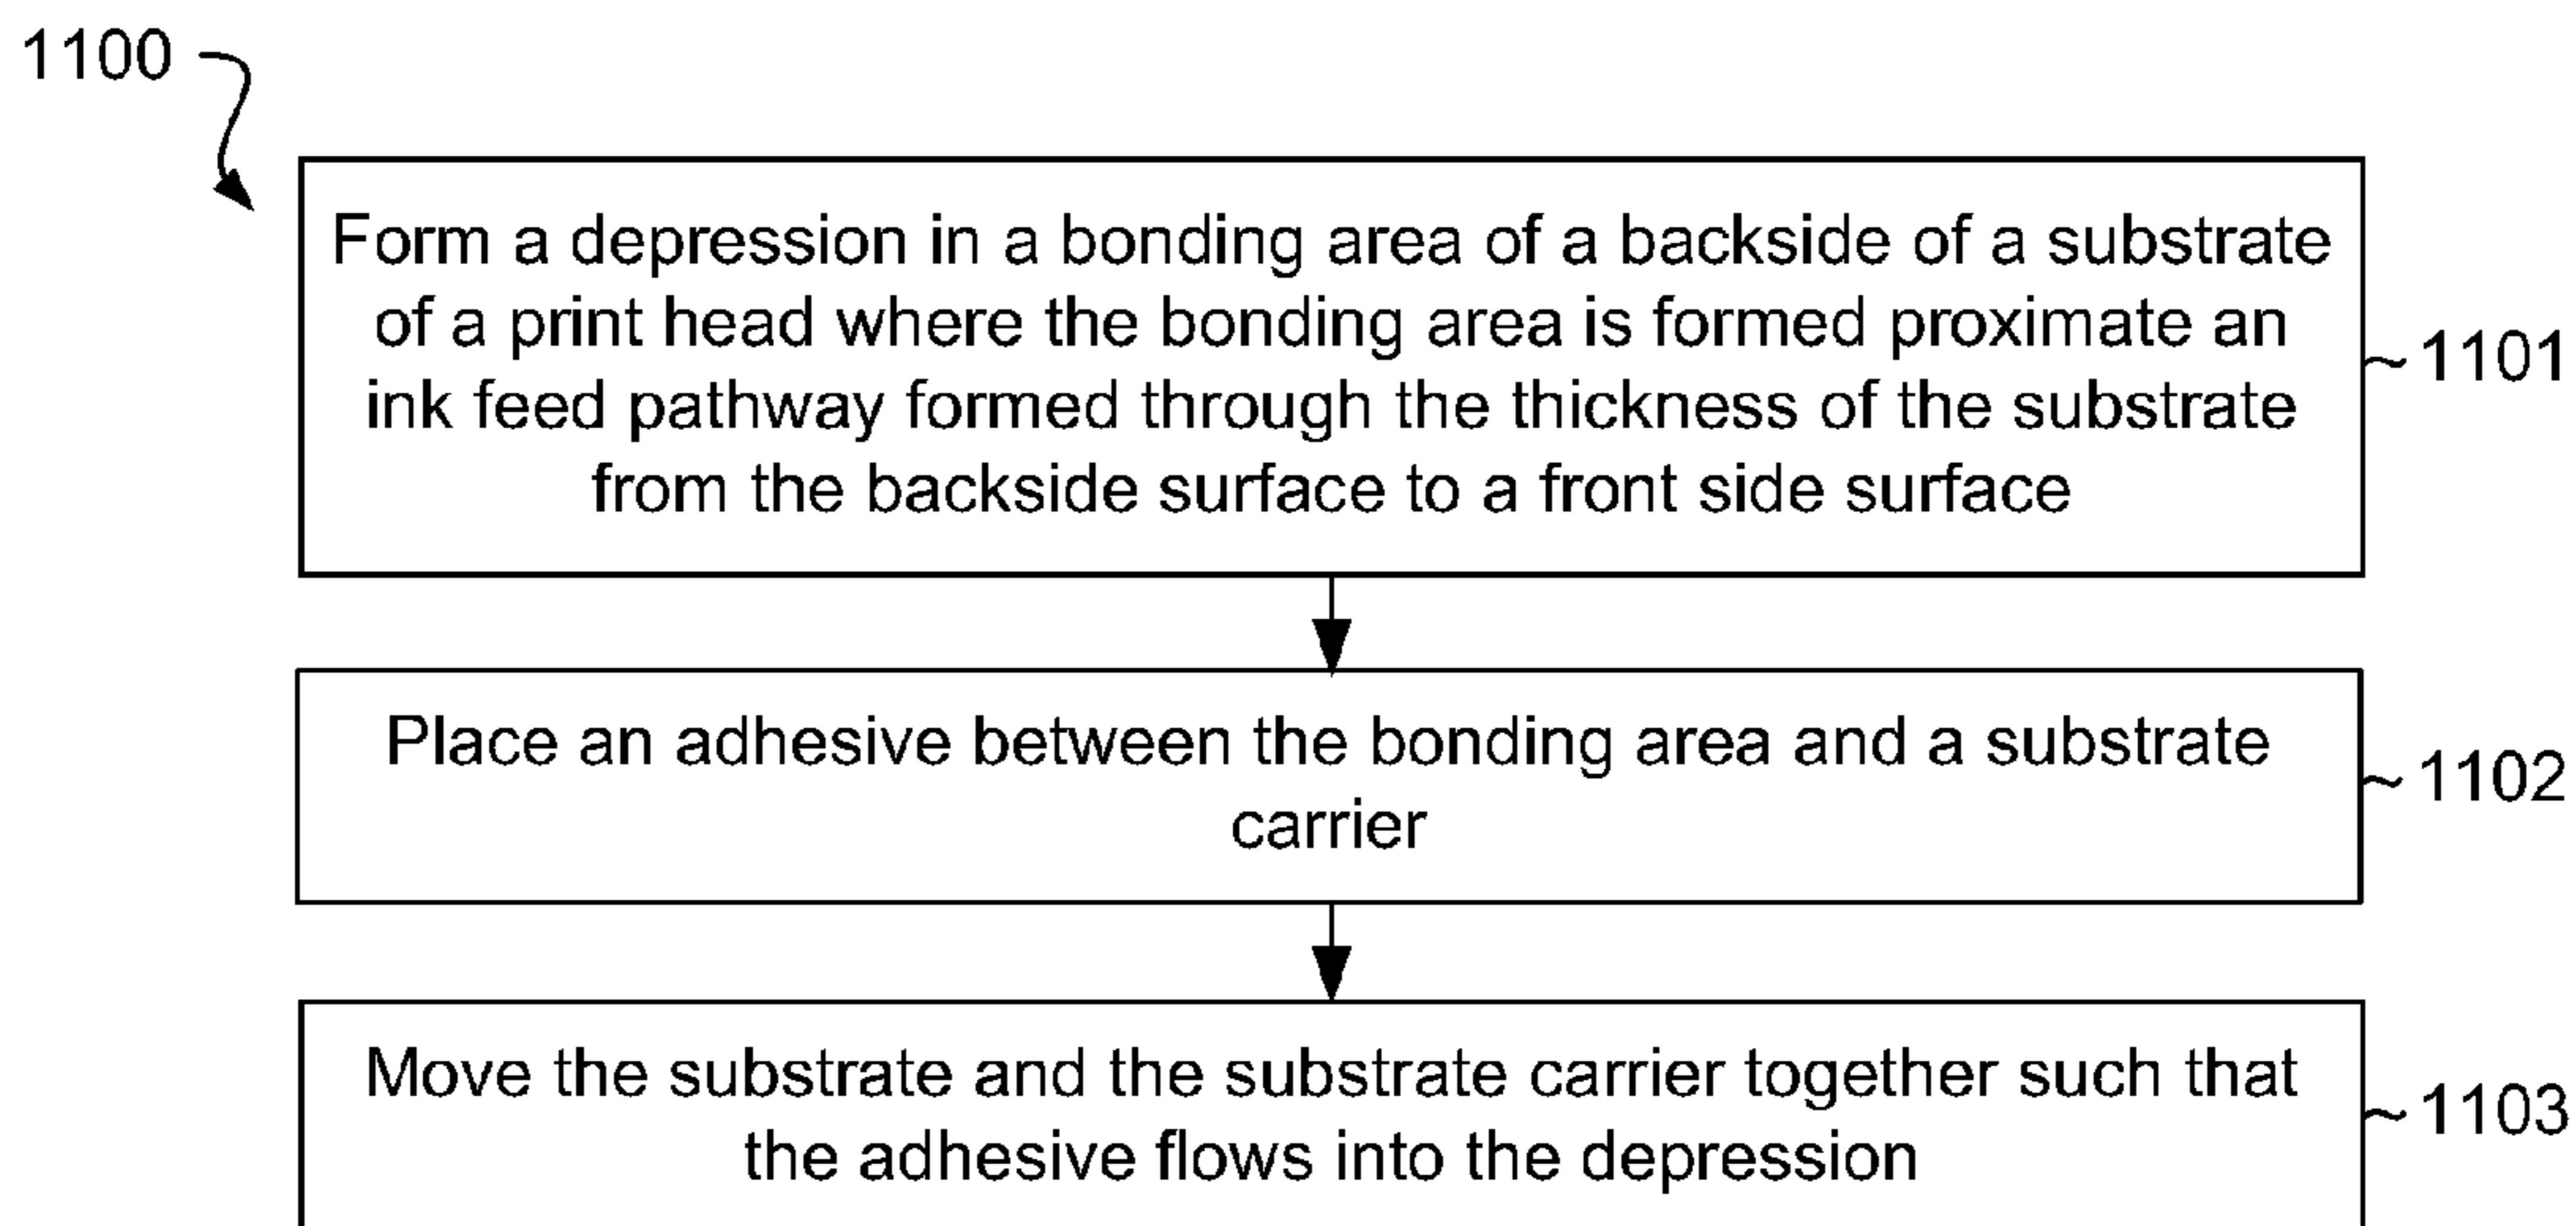 1100
Form a depression in a bonding area of a backside of a substrate
of a print head where the bonding area is formed proximate an
ink feed pathway formed through the thickness of the substrate
from the backside surface to a front side surface
1101
Place an adhesive between the bonding area and a substrate
carrier
1102
Move the substrate and the substrate carrier together such that
the adhesive flows into the depression
1103